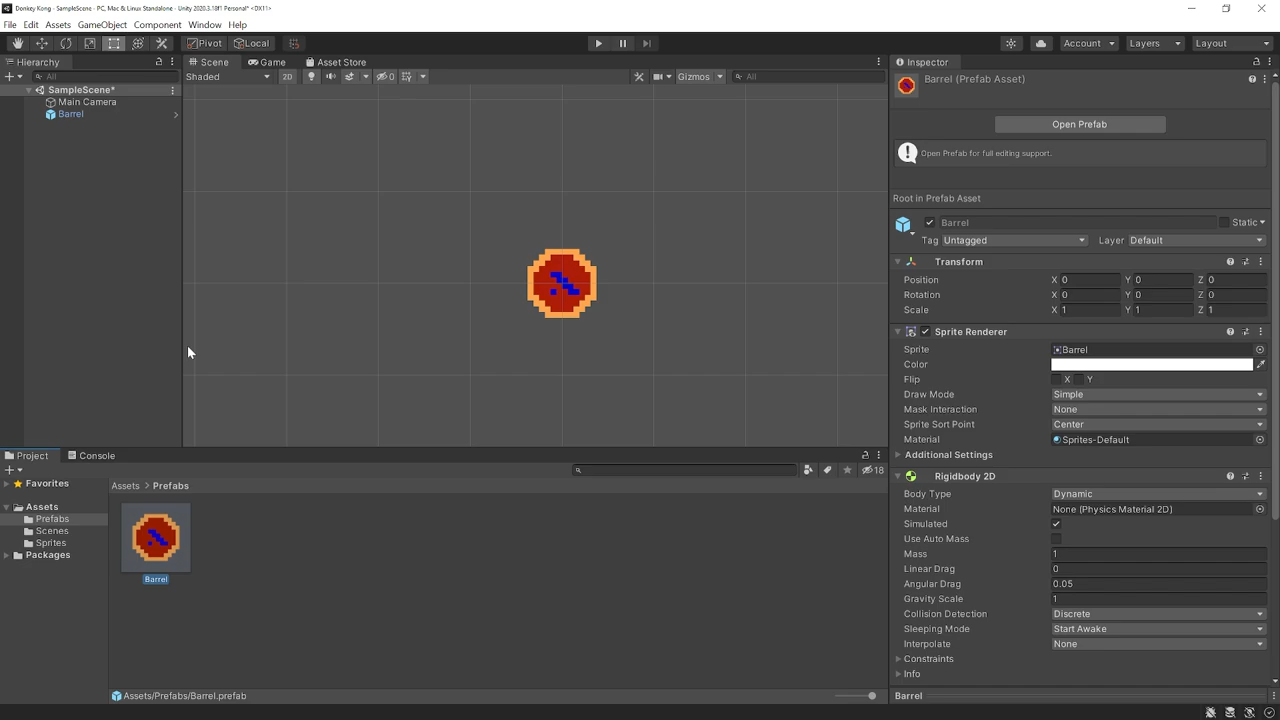 Donkey Kong - SampleScene - PC, Mac & Linux Standalone - Unity 2020.3.18f1 Personal* <DX11>
File Edit Assets GameObject Component Window Help
Pivot Local Account Layers Layout
Hierarchy Scene Game Asset Store Inspector
All Shaded 2D 0 Gizmos All
SampleScene*
Main Camera
Barrel
Barrel (Prefab Asset)
Open Prefab
Open Prefab for full editing support.
Root in Prefab Asset
Barrel Static
Tag Untagged Layer Default
Transform
Position X 0 Y 0 Z 0
Rotation X 0 Y 0 Z 0
Scale X 1 Y 1 Z 1
Sprite Renderer
Sprite Barrel
Color
Flip X Y
Draw Mode Simple
Mask Interaction None
Sprite Sort Point Center
Material Sprites-Default
Additional Settings
Rigidbody 2D
Body Type Dynamic
Material None (Physics Material 2D)
Simulated
Use Auto Mass
Mass 1
Linear Drag 0
Angular Drag 0.05
Gravity Scale 1
Collision Detection Discrete
Sleeping Mode Start Awake
Interpolate None
Constraints
Info
Barrel
Project Console
18
Favorites
Assets
Prefabs
Scenes
Sprites
Packages
Assets > Prefabs
Barrel
Assets/Prefabs/Barrel.prefab